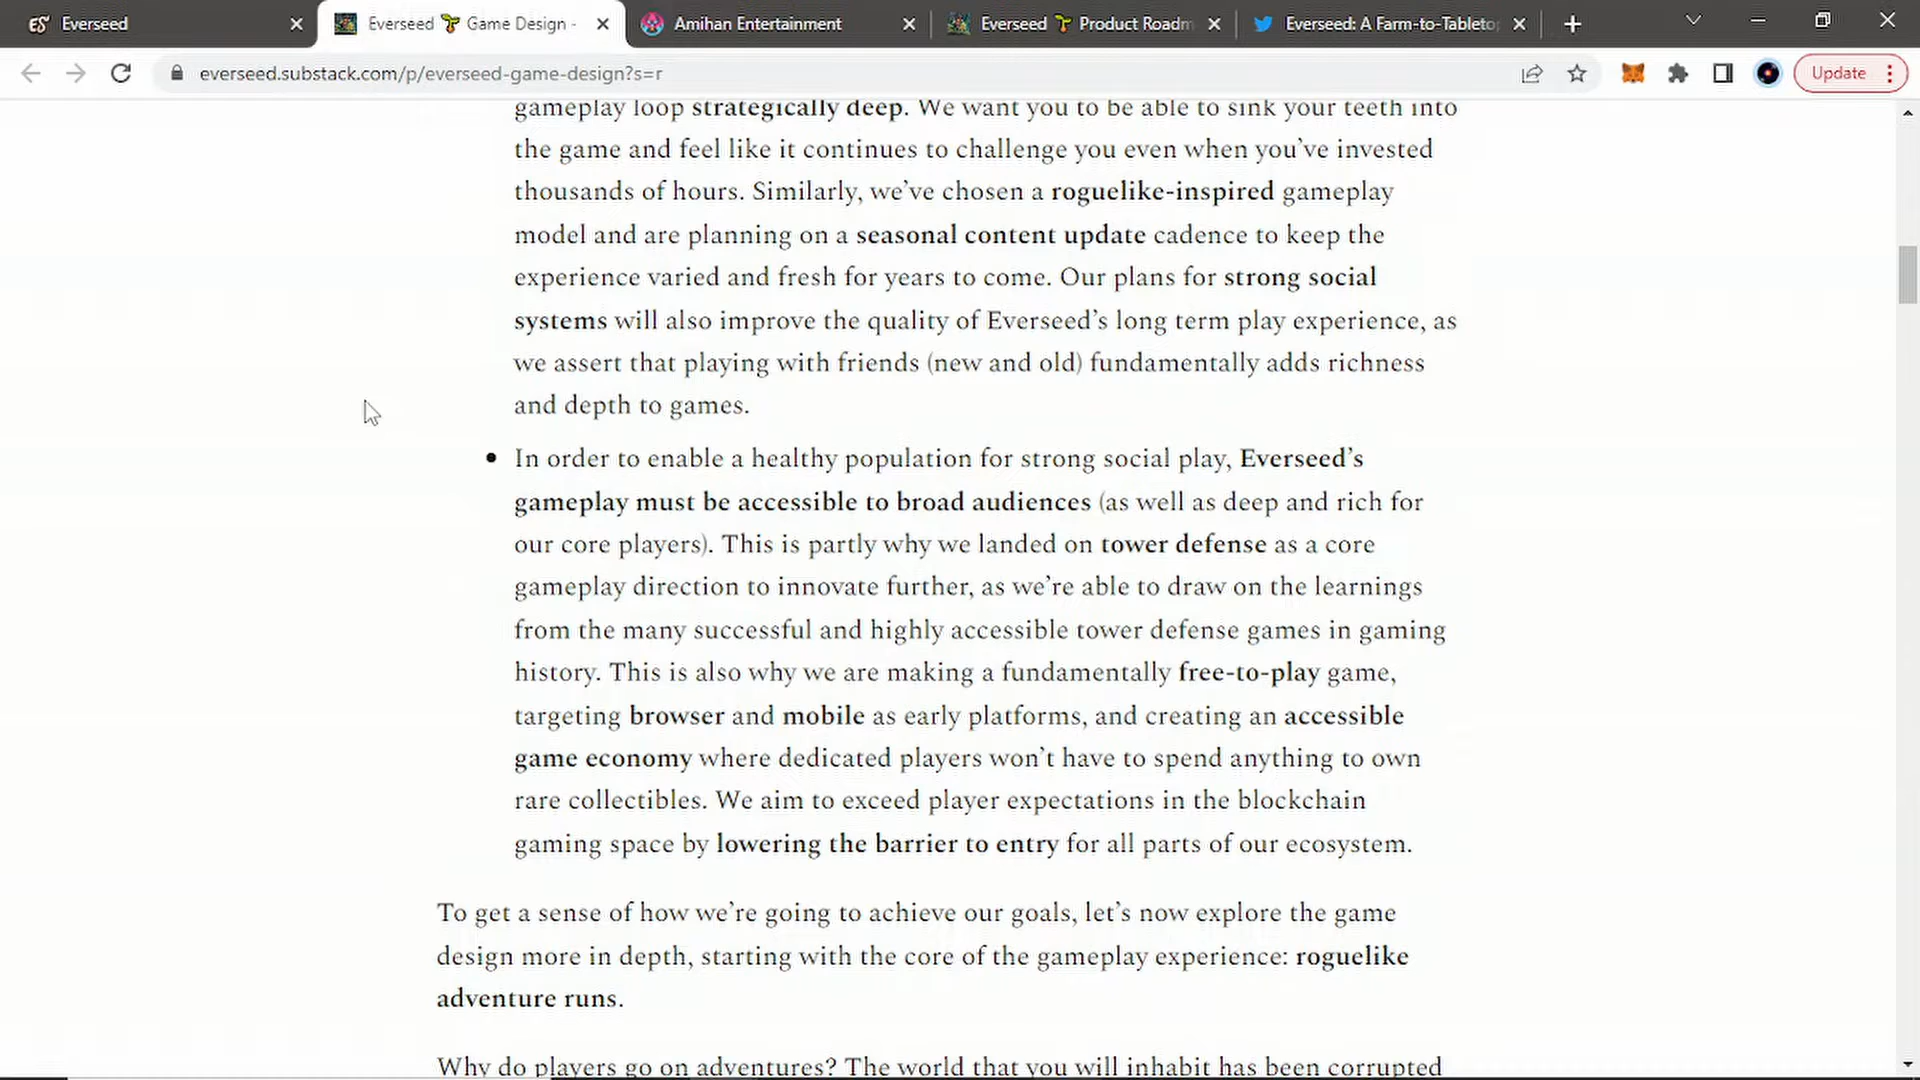 Everseed
Everseed Game Design -
Amihan Entertainment
Everseed Product Roadm
Everseed: A Farm-to-Tableto
everseed.substack.com/p/everseed-game-design?s=r
Update
gameplay loop strategically deep. We want you to be able to sink your teeth into
the game and feel like it continues to challenge you even when you’ve invested
thousands of hours. Similarly, we’ve chosen a roguelike-inspired gameplay
model and are planning on a seasonal content update cadence to keep the
experience varied and fresh for years to come. Our plans for strong social
systems will also improve the quality of Everseed’s long term play experience, as
we assert that playing with friends (new and old) fundamentally adds richness
and depth to games.
• In order to enable a healthy population for strong social play, Everseed’s
gameplay must be accessible to broad audiences (as well as deep and rich for
our core players). This is partly why we landed on tower defense as a core
gameplay direction to innovate further, as we’re able to draw on the learnings
from the many successful and highly accessible tower defense games in gaming
history. This is also why we are making a fundamentally free-to-play game,
targeting browser and mobile as early platforms, and creating an accessible
game economy where dedicated players won’t have to spend anything to own
rare collectibles. We aim to exceed player expectations in the blockchain
gaming space by lowering the barrier to entry for all parts of our ecosystem.
To get a sense of how we’re going to achieve our goals, let’s now explore the game
design more in depth, starting with the core of the gameplay experience: roguelike
adventure runs.
Why do players go on adventures? The world that you will inhabit has been corrupted